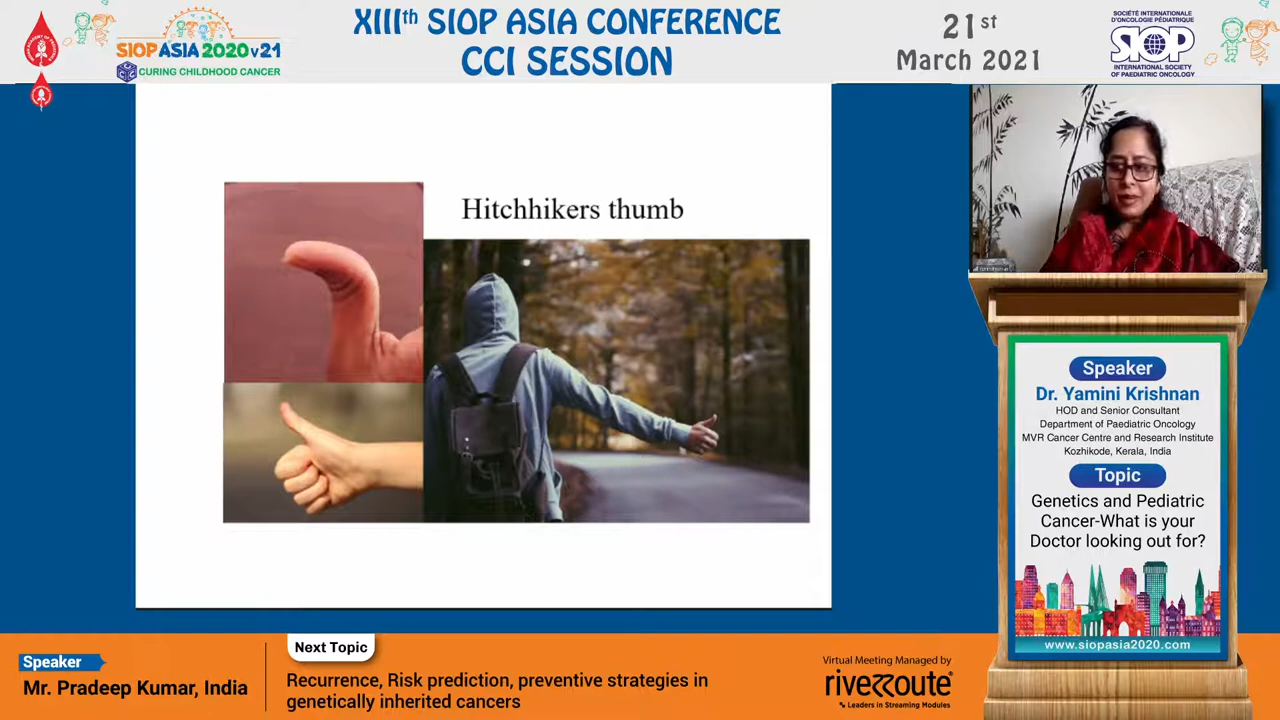 XIIIth SIOP ASIA CONFERENCE
CCI SESSION
SIOP ASIA 2020 v21
CURING CHILDHOOD CANCER
21st
March 2021
SOCIÉTÉ INTERNATIONALE
D'ONCOLOGIE PÉDIATRIQUE
SIOP
INTERNATIONAL SOCIETY
OF PAEDIATRIC ONCOLOGY
Hitchhikers thumb
Speaker
Dr. Yamini Krishnan
HOD and Senior Consultant
Department of Paediatric Oncology
MVR Cancer Centre and Research Institute
Kozhikode, Kerala, India
Topic
Genetics and Pediatric
Cancer-What is your
Doctor looking out for?
www.siopasia2020.com
Speaker
Mr. Pradeep Kumar, India
Next Topic
Recurrence, Risk prediction, preventive strategies in
genetically inherited cancers
Virtual Meeting Managed by
riveRoute
Leaders in Streaming Modules